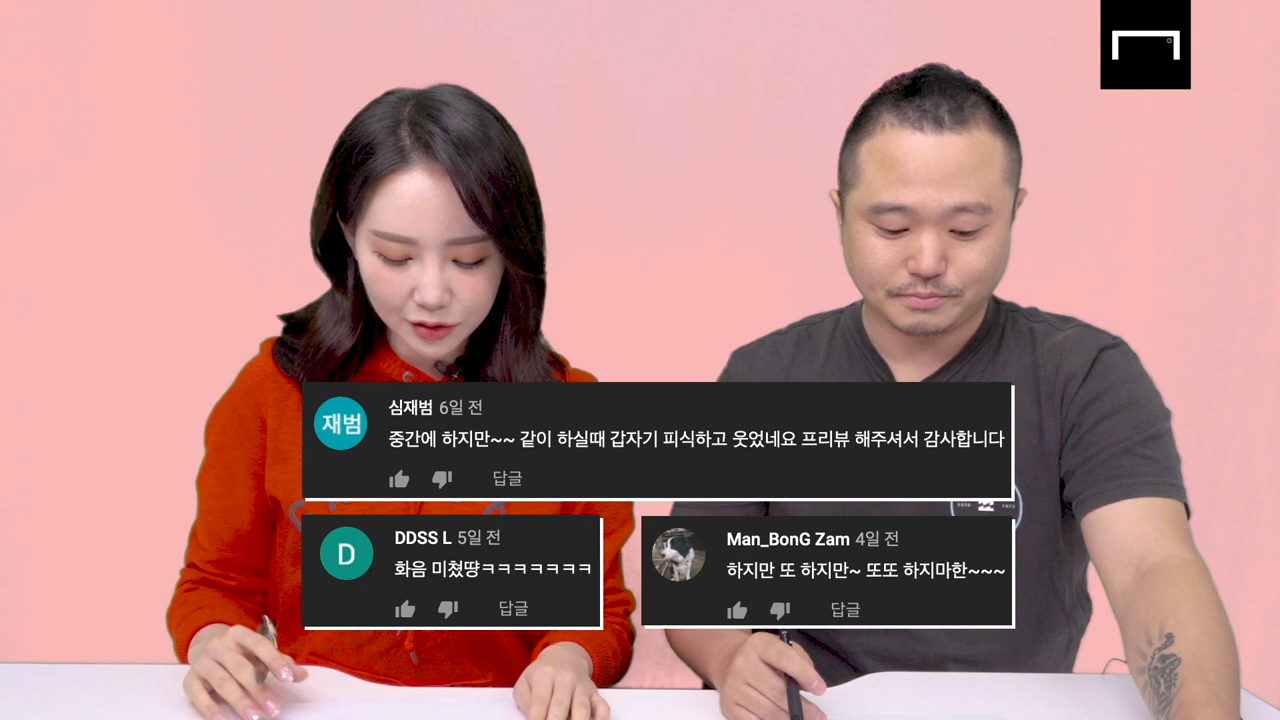 재범
심재범 6일 전
중간에 하지만~~ 같이 하실때 갑자기 피식하고 웃었네요 프리뷰 해주셔서 감사합니다
답글
D
DDSS L 5일 전
화음 미쳤땽ㅋㅋㅋㅋㅋㅋㅋ
답글
Man_BonG Zam 4일 전
하지만 또 하지만~ 또또 하지마한~~~
답글